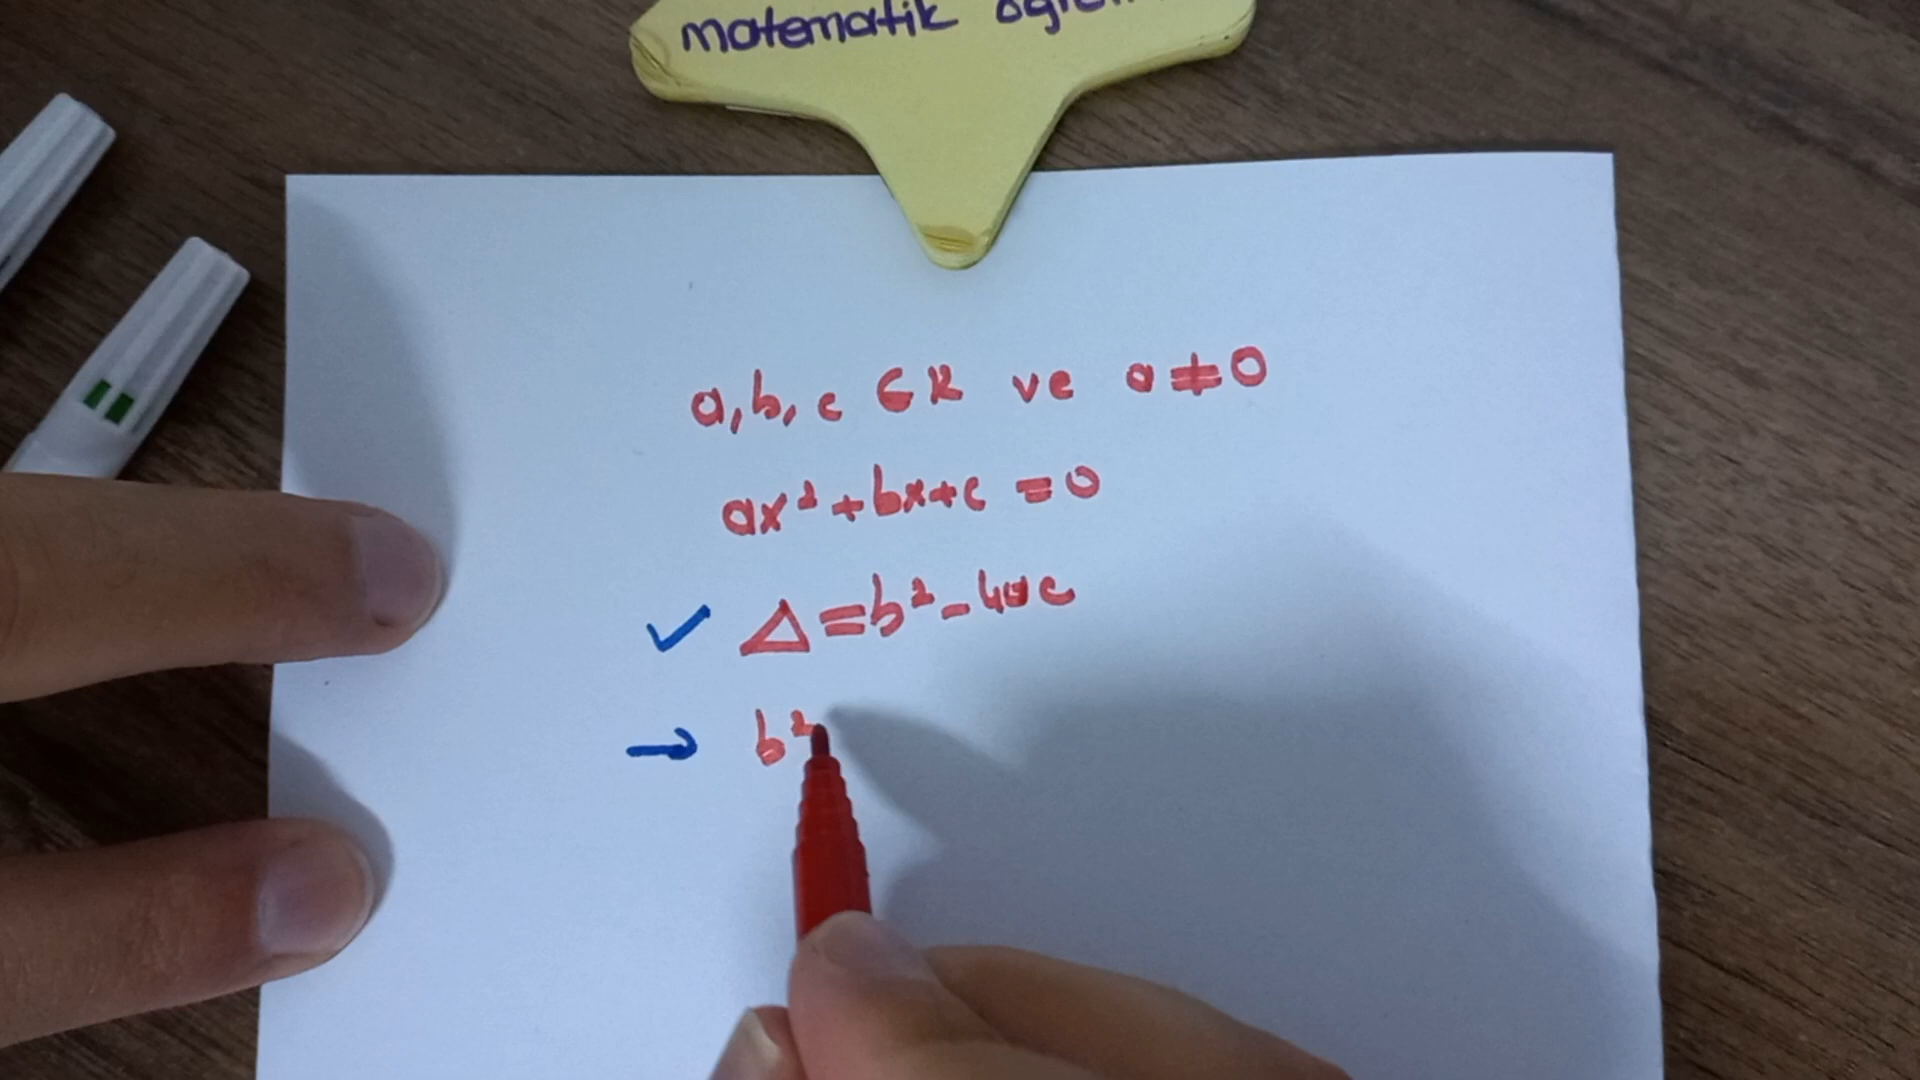 matematik
a, b, c ∈ R ve a ≠ 0
ax² + bx + c = 0
✓ Δ = b² - 4ac
→ b²